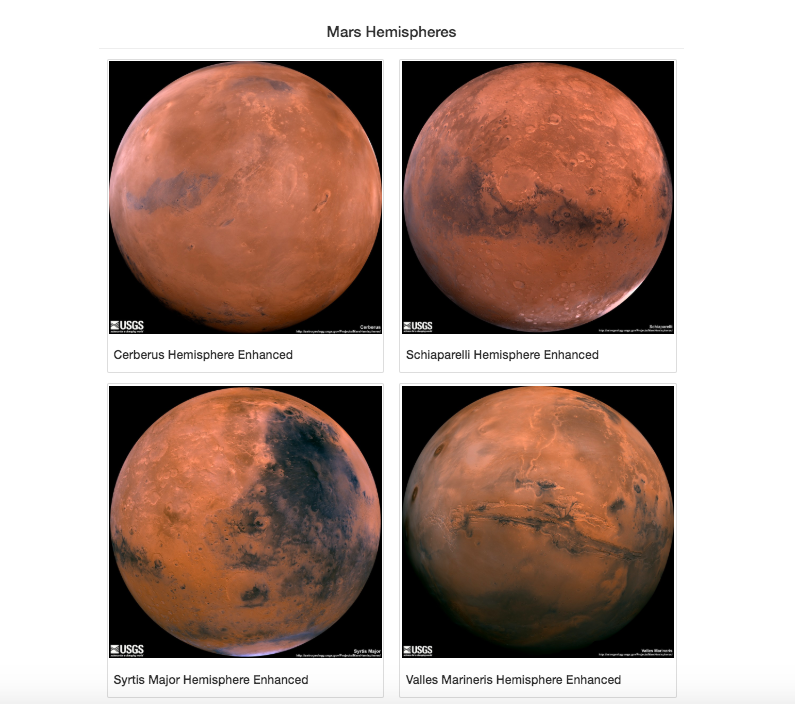 Mars Hemispheres
USGS
Cerberus
USGS
Schiaparelli
Cerberus Hemisphere Enhanced
Schiaparelli Hemisphere Enhanced
USGS
Syrtis Major
USGS
Valles Marineris
Syrtis Major Hemisphere Enhanced
Valles Marineris Hemisphere Enhanced